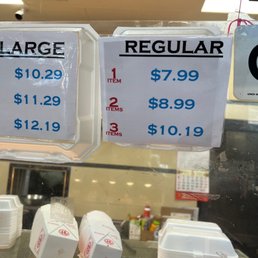 LARGE
$10.29
$11.29
$12.19
REGULAR
1 ITEM $7.99
2 ITEMS $8.99
3 ITEMS $10.19